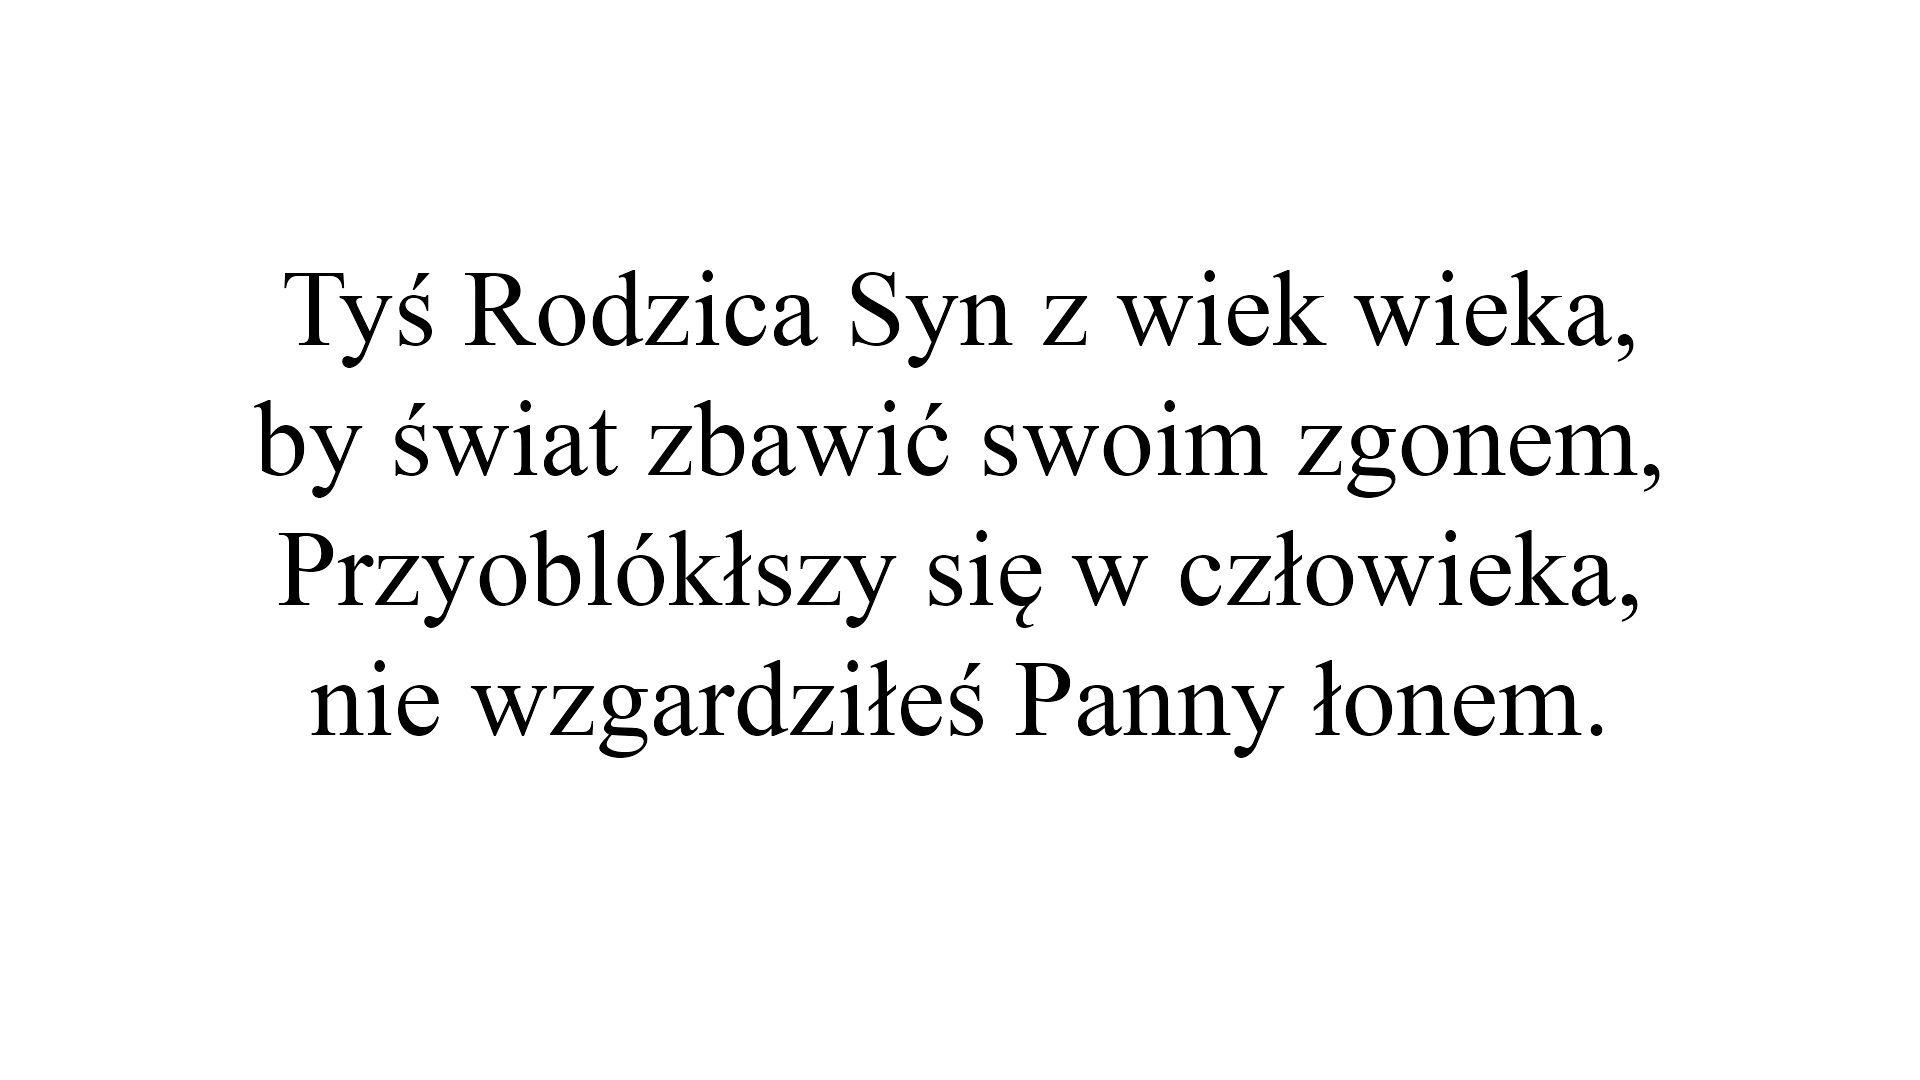 Tyś Rodzica Syn z wiek wieka,
by świat zbawić swoim zgonem,
Przyoblókłszy się w człowieka,
nie wzgardziłeś Panny łonem.